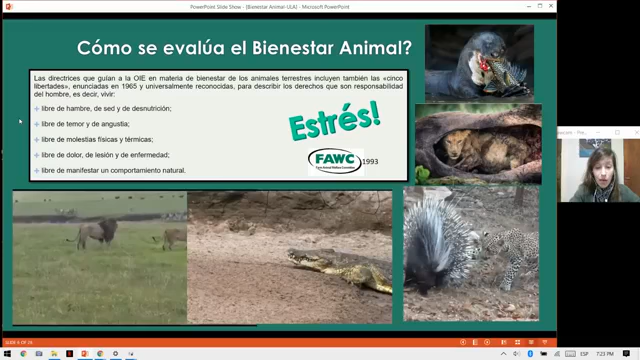 PowerPoint Slide Show - [Bienestar Animal-ULA] - Microsoft PowerPoint
Cómo se evalúa el Bienestar Animal?
Las directrices que guían a la OIE en materia de bienestar de los animales terrestres incluyen también las «cinco
libertades», enunciadas en 1965 y universalmente reconocidas, para describir los derechos que son responsabilidad
del hombre, es decir, vivir:
libre de hambre, de sed y de desnutrición;
libre de temor y de angustia;
libre de molestias físicas y térmicas;
libre de dolor, de lesión y de enfermedad;
libre de manifestar un comportamiento natural.
Estrés!
FAWC
1993
SLIDE 6 OF 26
ESP
7:23 PM